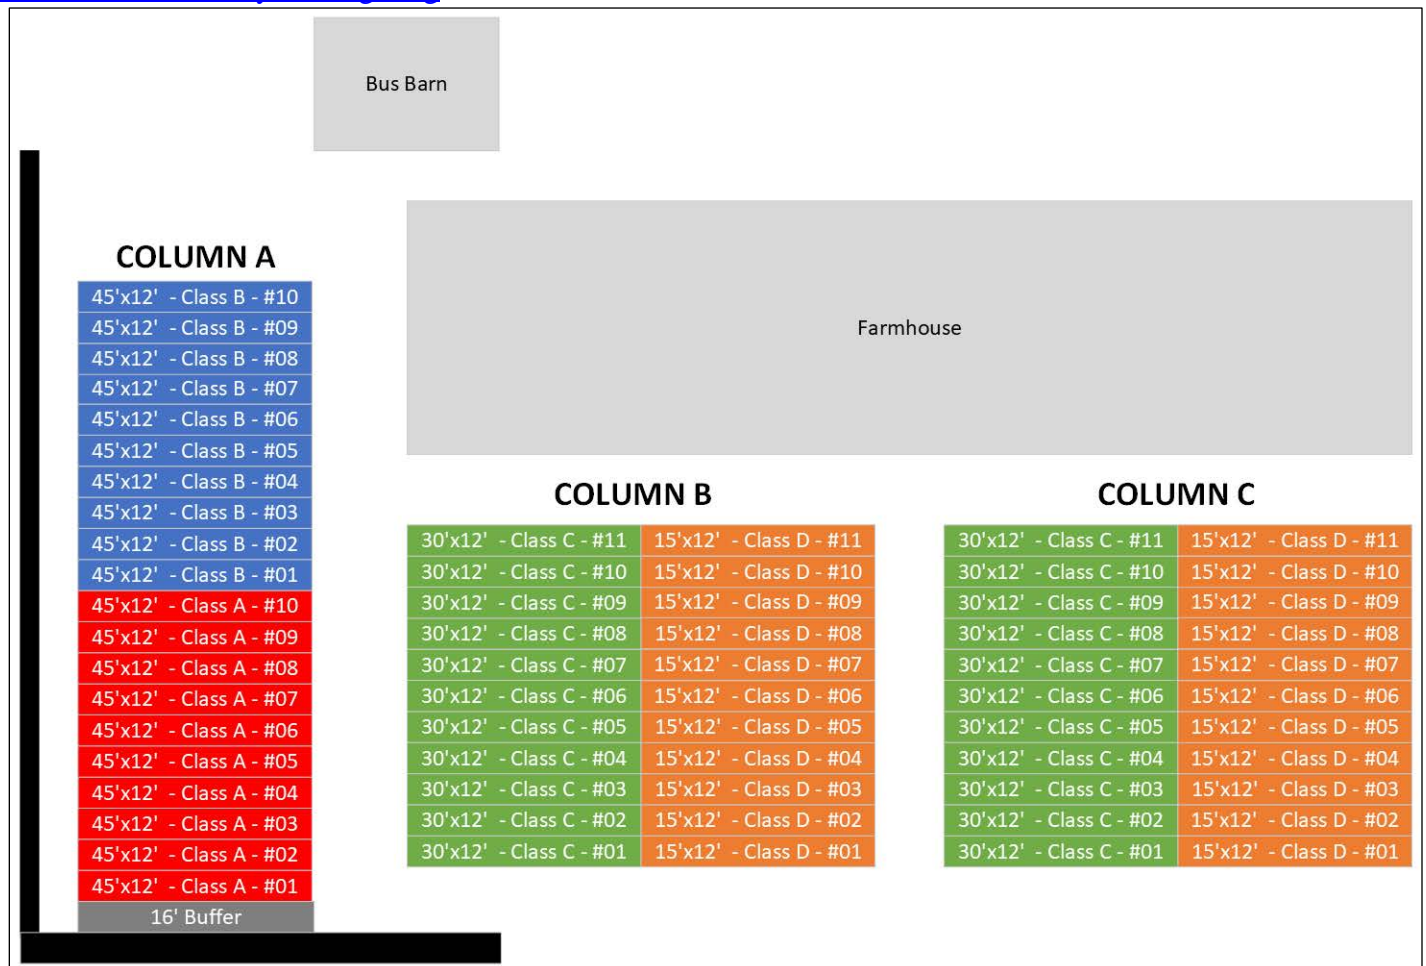 Bus Barn
COLUMN A
45'x12' - Class B - #10
45'x12' - Class B - #09
45'x12' - Class B - #08
45'x12' - Class B - #07
45'x12' - Class B - #06
45'x12' - Class B - #05
45'x12' - Class B - #04
45'x12' - Class B - #03
45'x12' - Class B - #02
45'x12' - Class B - #01
45'x12' - Class A - #10
45'x12' - Class A - #09
45'x12' - Class A - #08
45'x12' - Class A - #07
45'x12' - Class A - #06
45'x12' - Class A - #05
45'x12' - Class A - #04
45'x12' - Class A - #03
45'x12' - Class A - #02
45'x12' - Class A - #01
16' Buffer
Farmhouse
COLUMN B
30'x12' - Class C - #11 15'x12' - Class D - #11
30'x12' - Class C - #10 15'x12' - Class D - #10
30'x12' - Class C - #09 15'x12' - Class D - #09
30'x12' - Class C - #08 15'x12' - Class D - #08
30'x12' - Class C - #07 15'x12' - Class D - #07
30'x12' - Class C - #06 15'x12' - Class D - #06
30'x12' - Class C - #05 15'x12' - Class D - #05
30'x12' - Class C - #04 15'x12' - Class D - #04
30'x12' - Class C - #03 15'x12' - Class D - #03
30'x12' - Class C - #02 15'x12' - Class D - #02
30'x12' - Class C - #01 15'x12' - Class D - #01
COLUMN C
30'x12' - Class C - #11 15'x12' - Class D - #11
30'x12' - Class C - #10 15'x12' - Class D - #10
30'x12' - Class C - #09 15'x12' - Class D - #09
30'x12' - Class C - #08 15'x12' - Class D - #08
30'x12' - Class C - #07 15'x12' - Class D - #07
30'x12' - Class C - #06 15'x12' - Class D - #06
30'x12' - Class C - #05 15'x12' - Class D - #05
30'x12' - Class C - #04 15'x12' - Class D - #04
30'x12' - Class C - #03 15'x12' - Class D - #03
30'x12' - Class C - #02 15'x12' - Class D - #02
30'x12' - Class C - #01 15'x12' - Class D - #01